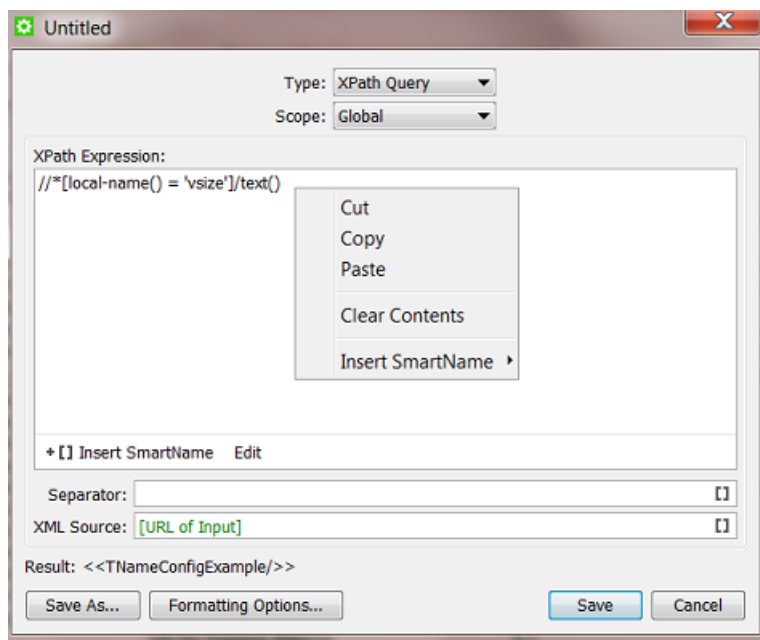 Untitled
X
Type: XPath Query
Scope: Global
XPath Expression:
//*[local-name() = 'vsize']/text()
Cut
Copy
Paste
Clear Contents
Insert SmartName
+[] Insert SmartName Edit
Separator: []
XML Source: [URL of Input] []
Result: <<TNameConfigExample/>>
Save As... Formatting Options... Save Cancel